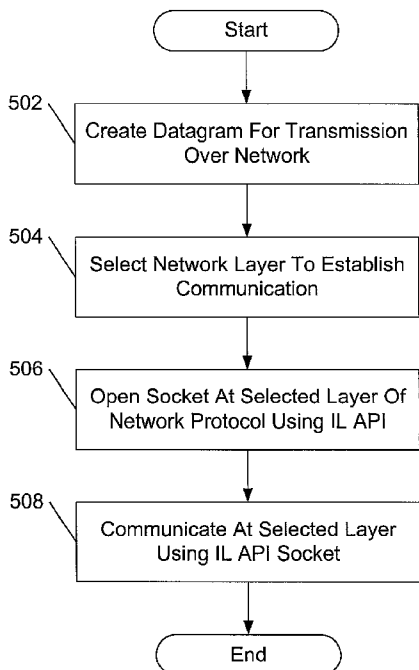 Start
502
Create Datagram For Transmission
Over Network
504
Select Network Layer To Establish
Communication
506
Open Socket At Selected Layer Of
Network Protocol Using IL API
508
Communicate At Selected Layer
Using IL API Socket
End